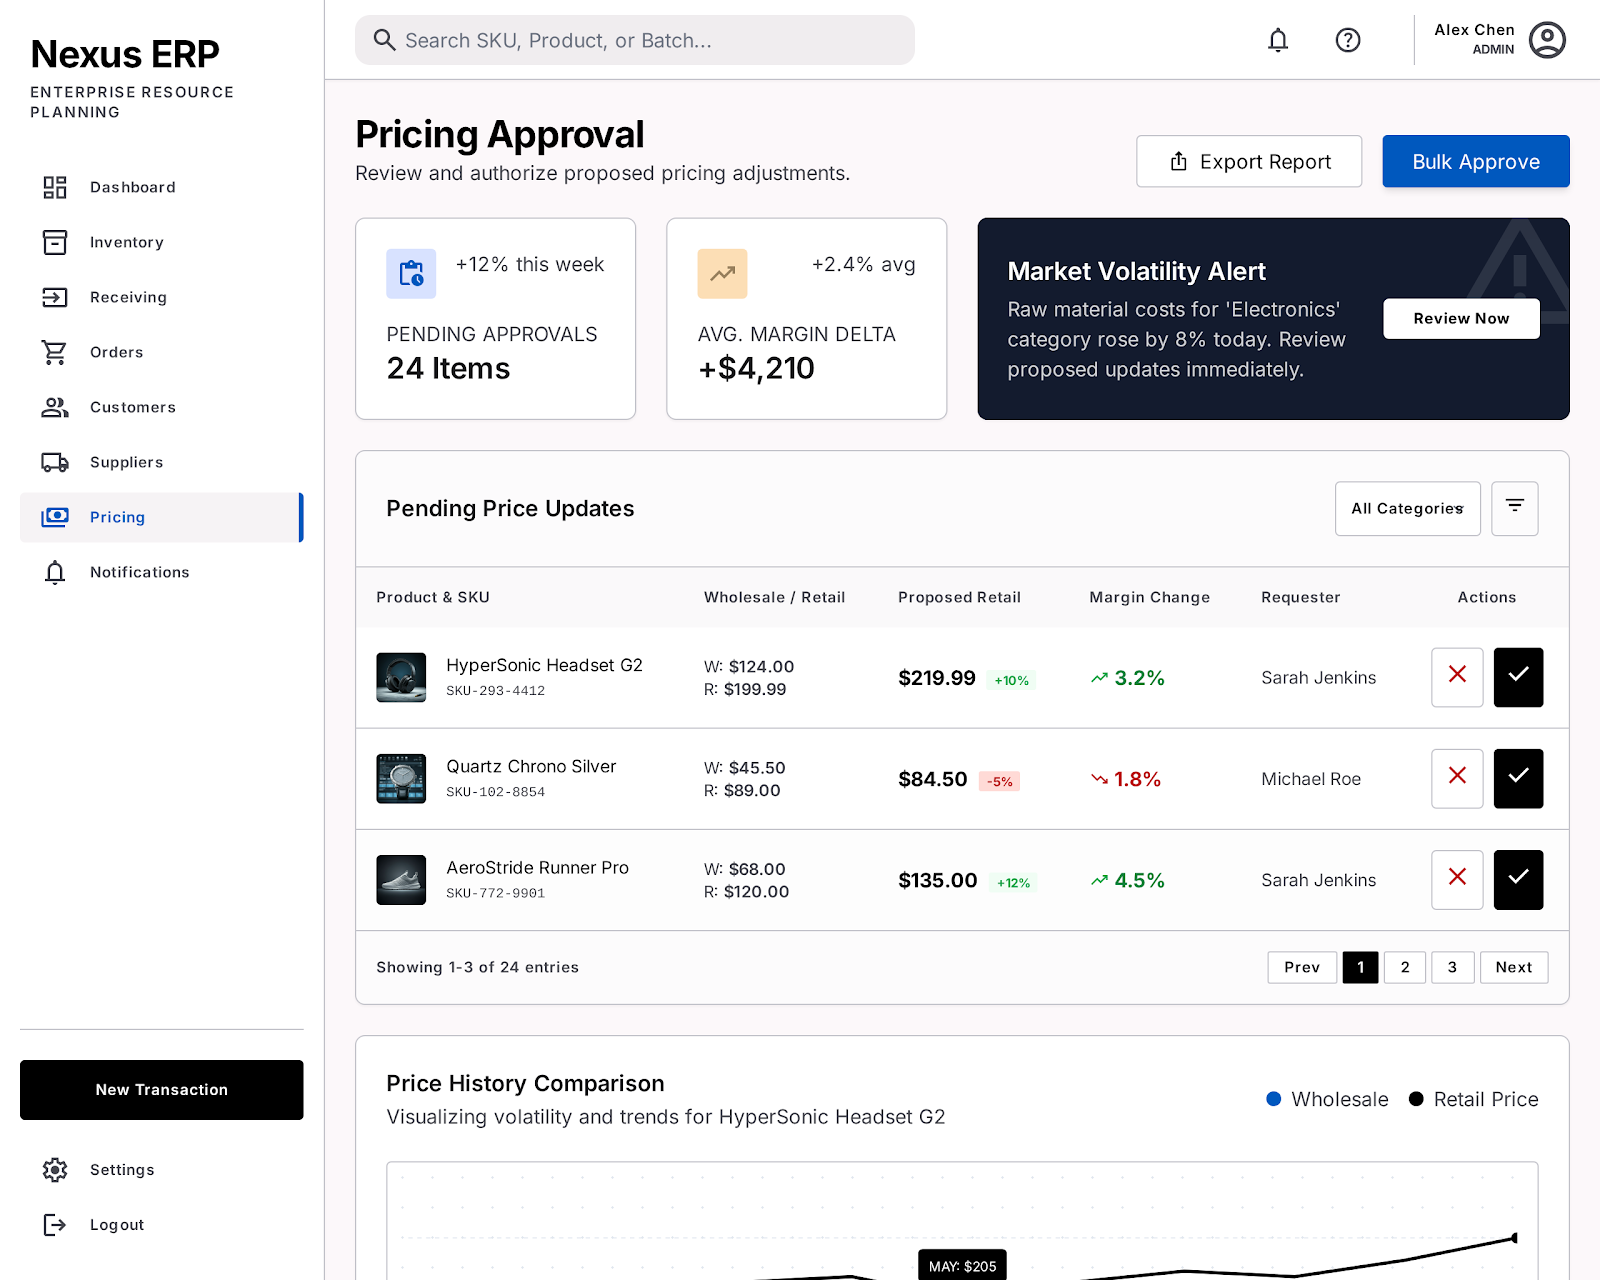 Nexus ERP
ENTERPRISE RESOURCE
PLANNING
Dashboard
Inventory
Receiving
Orders
Customers
Suppliers
Pricing
Notifications
New Transaction
Settings
Logout
Search SKU, Product, or Batch...
Alex Chen
ADMIN
Pricing Approval
Review and authorize proposed pricing adjustments.
Export Report
Bulk Approve
+12% this week
PENDING APPROVALS
24 Items
+2.4% avg
AVG. MARGIN DELTA
+$4,210
Market Volatility Alert
Raw material costs for 'Electronics'
category rose by 8% today. Review
proposed updates immediately.
Review Now
Pending Price Updates
All Categories
Product & SKU
Wholesale / Retail
Proposed Retail
Margin Change
Requester
Actions
HyperSonic Headset G2
SKU-293-4412
W: $124.00
R: $199.99
$219.99 +10%
3.2%
Sarah Jenkins
Quartz Chrono Silver
SKU-102-8854
W: $45.50
R: $89.00
$84.50 -5%
1.8%
Michael Roe
AeroStride Runner Pro
SKU-772-9901
W: $68.00
R: $120.00
$135.00 +12%
4.5%
Sarah Jenkins
Showing 1-3 of 24 entries
Prev
1
2
3
Next
Price History Comparison
Visualizing volatility and trends for HyperSonic Headset G2
Wholesale
Retail Price
MAY: $205